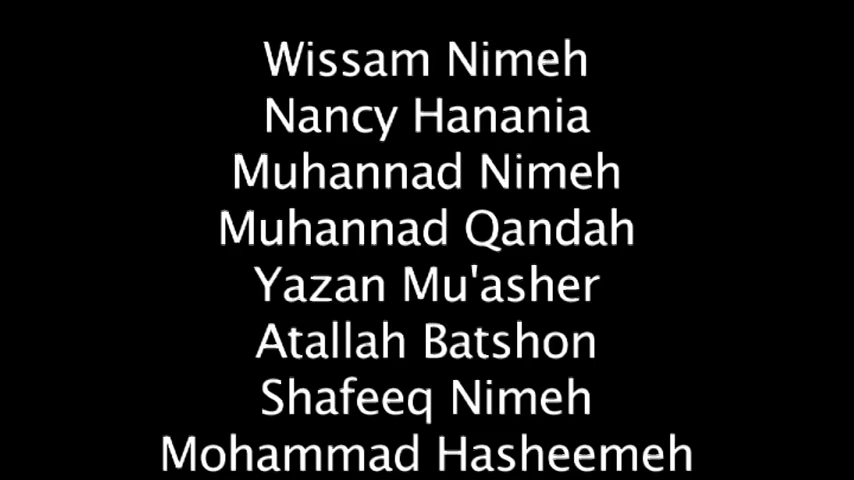 Wissam Nimeh
Nancy Hanania
Muhannad Nimeh
Muhannad Qandah
Yazan Mu'asher
Atallah Batshon
Shafeeq Nimeh
Mohammad Hasheemeh